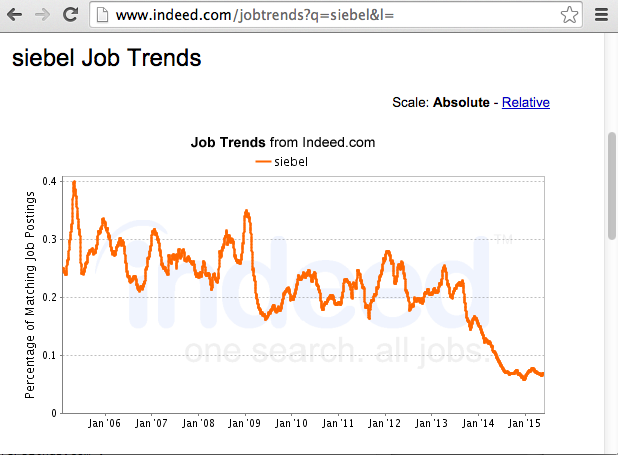 www.indeed.com/jobtrends?q=siebel&l=
siebel Job Trends
Scale: Absolute - Relative
Job Trends from Indeed.com
siebel
Percentage of Matching Job Postings
0.4
0.3
0.2
0.1
0
indeed™
one search. all jobs.
Jan '06 Jan '07 Jan '08 Jan '09 Jan '10 Jan '11 Jan '12 Jan '13 Jan '14 Jan '15